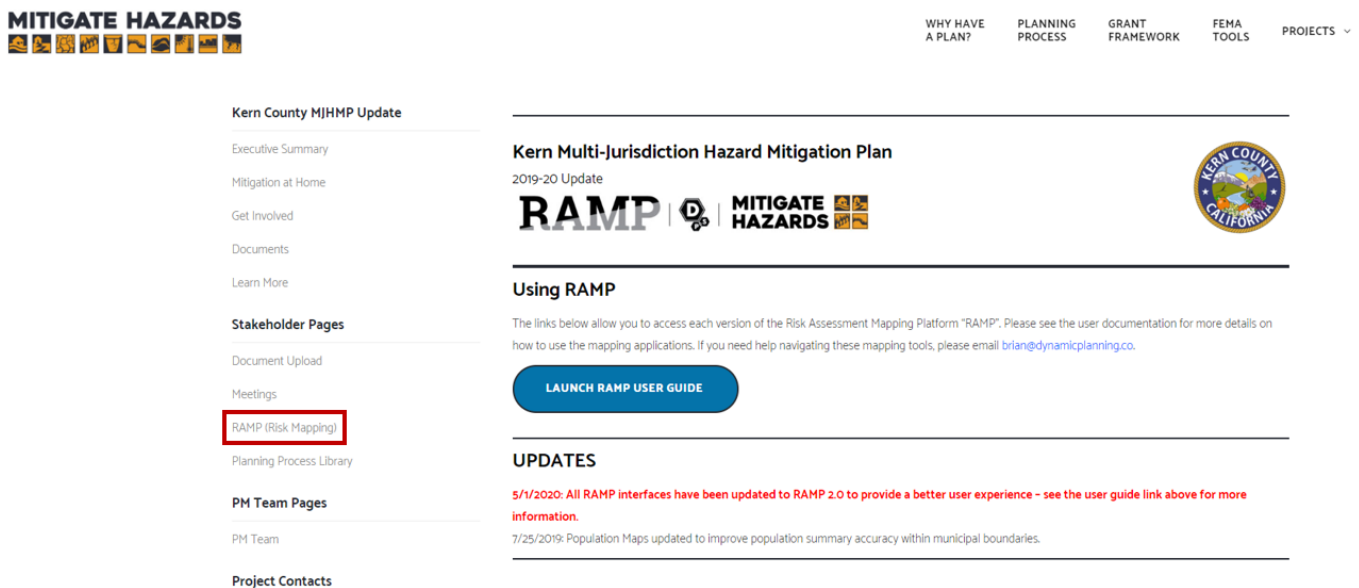 MITIGATE HAZARDS
WHY HAVE
A PLAN?
PLANNING
PROCESS
GRANT
FRAMEWORK
FEMA
TOOLS
PROJECTS
Kern County MJHMP Update
Executive Summary
Mitigation at Home
Get Involved
Documents
Learn More
Stakeholder Pages
Document Upload
Meetings
RAMP (Risk Mapping)
Planning Process Library
PM Team Pages
PM Team
Project Contacts
Kern Multi-Jurisdiction Hazard Mitigation Plan
2019-20 Update
RAMP | D | MITIGATE
HAZARDS
KERN COUNTY
CALIFORNIA
Using RAMP
The links below allow you to access each version of the Risk Assessment Mapping Platform “RAMP”. Please see the user documentation for more details on
how to use the mapping applications. If you need help navigating these mapping tools, please email brian@dynamicplanning.co.
LAUNCH RAMP USER GUIDE
UPDATES
5/1/2020: All RAMP interfaces have been updated to RAMP 2.0 to provide a better user experience – see the user guide link above for more
information.
7/25/2019: Population Maps updated to improve population summary accuracy within municipal boundaries.